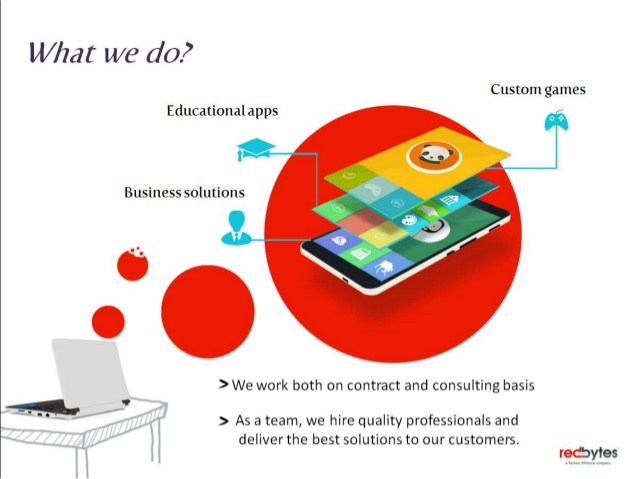 What we do?
Custom games
Educational apps
Business solutions
> We work both on contract and consulting basis
> As a team, we hire quality professionals and
deliver the best solutions to our customers.
redbytes